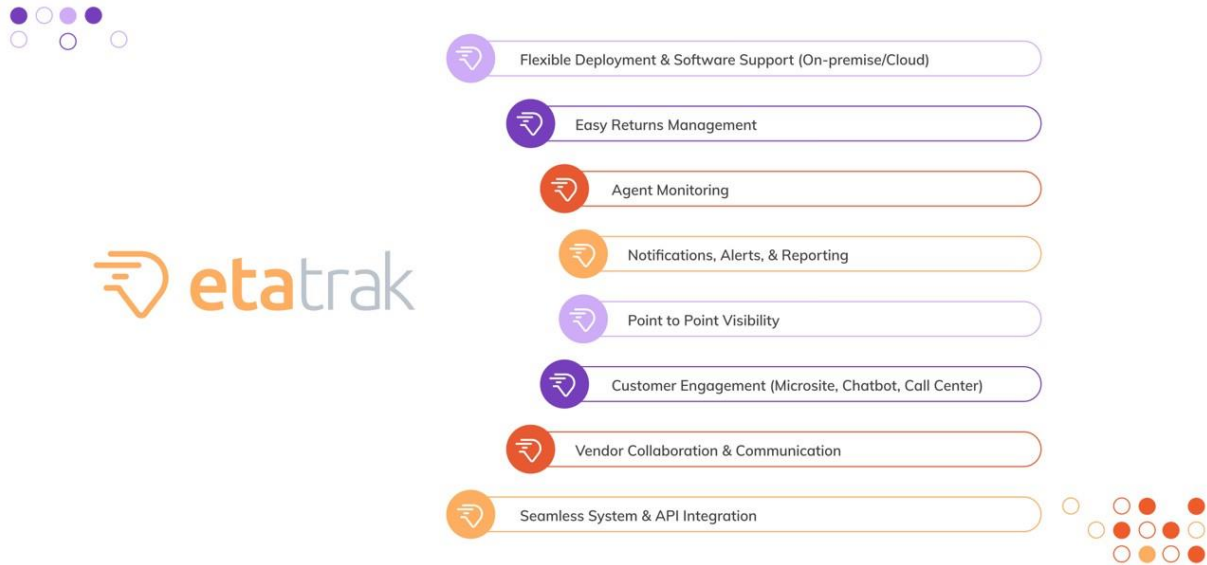 Flexible Deployment & Software Support (On-premise/Cloud)
Easy Returns Management
Agent Monitoring
Notifications, Alerts, & Reporting
etatrak
Point to Point Visibility
Customer Engagement (Microsite, Chatbot, Call Center)
Vendor Collaboration & Communication
Seamless System & API Integration